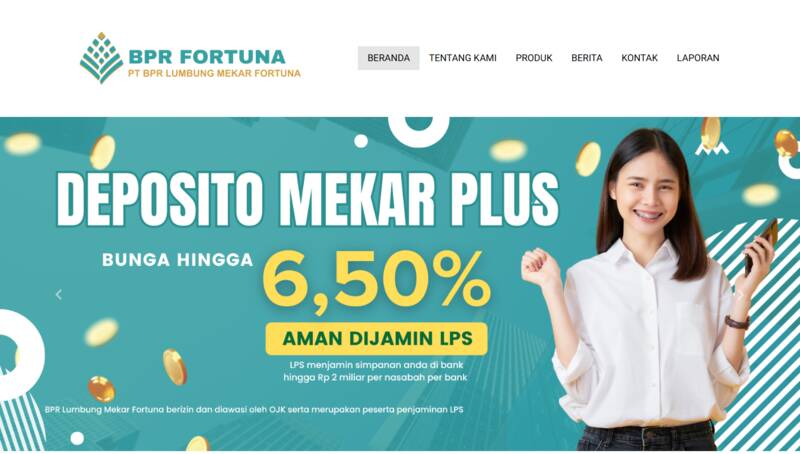 BPR FORTUNA
PT BPR LUMBUNG MEKAR FORTUNA
BERANDA TENTANG KAMI PRODUK BERITA KONTAK LAPORAN
DEPOSITO MEKAR PLUS
BUNGA HINGGA
6,50%
AMAN DIJAMIN LPS
LPS menjamin simpanan anda di bank
hingga Rp 2 miliar per nasabah per bank
BPR Lumbung Mekar Fortuna berizin dan diawasi oleh OJK serta merupakan peserta penjaminan LPS